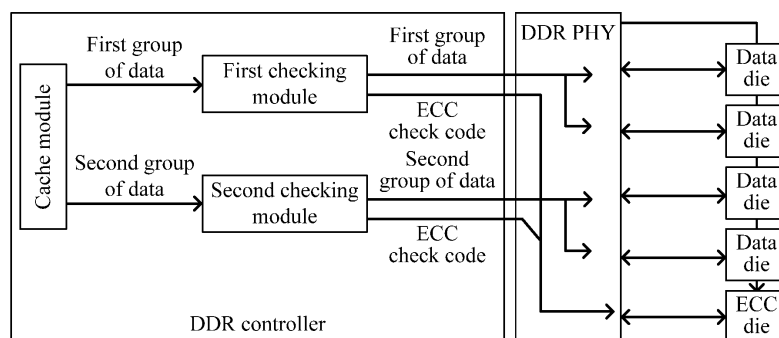 First group
of data
First group
of data
DDR PHY
Data
die
Cache module
First checking
module
ECC
check code
Data
die
Second group
of data
Second
group of data
Second checking
module
Data
die
ECC
check code
Data
die
ECC
die
DDR controller